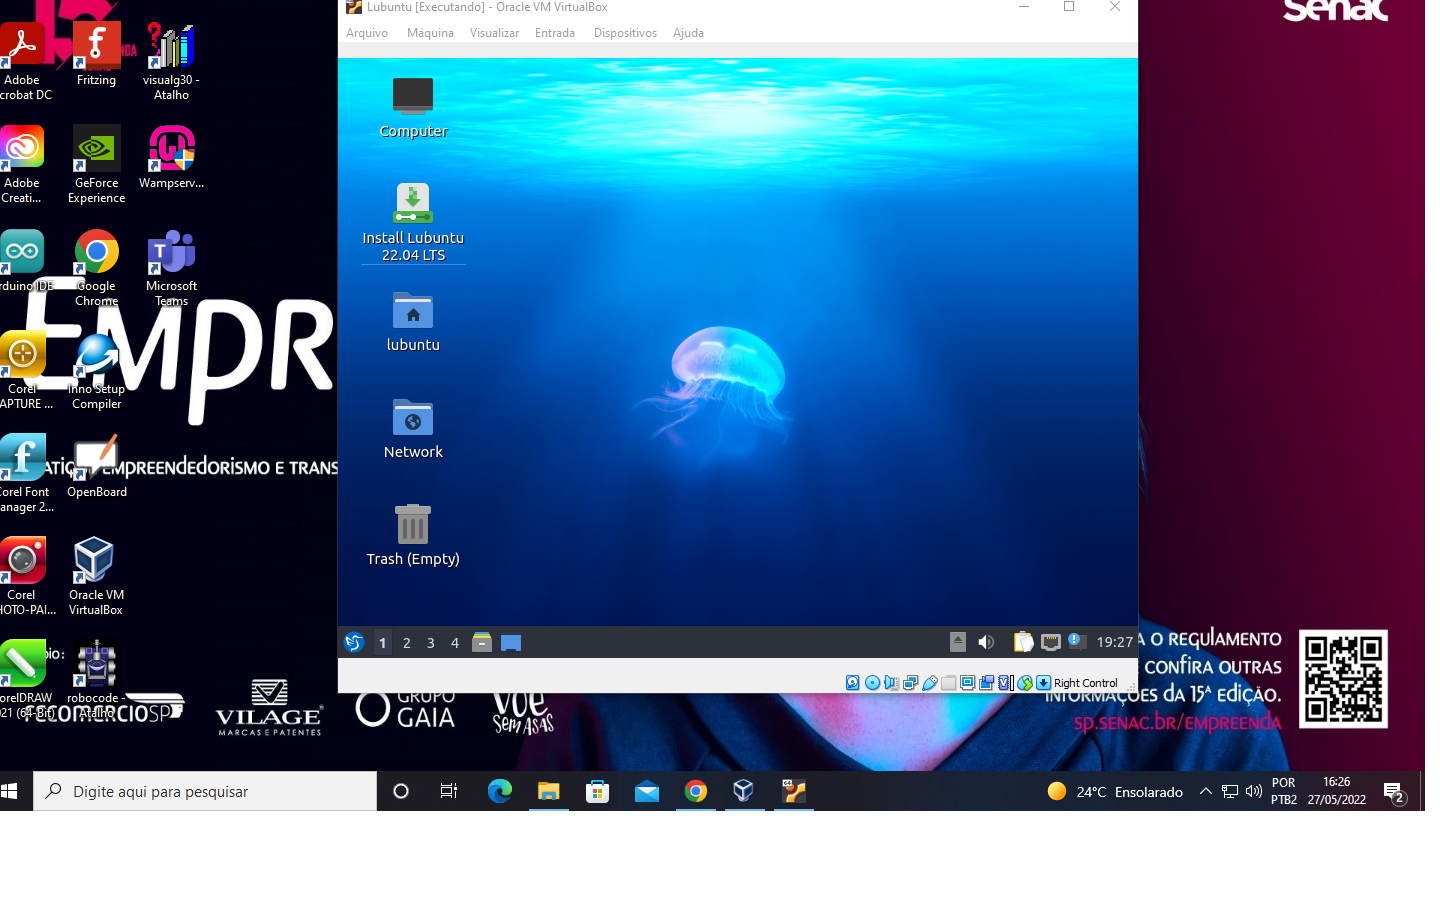 Lubuntu [Executando] - Oracle VM VirtualBox
Arquivo Máquina Visualizar Entrada Dispositivos Ajuda
senac
Adobe
crobat DC
Fritzing
visualg30 -
Atalho
Adobe
Creati...
GeForce
Experience
Wampserv...
rduino IDE
Google
Chrome
Microsoft
Teams
Corel
APTURE ...
Inno Setup
Compiler
Corel Font
anager 2...
OpenBoard
Corel
HOTO-PAI...
Oracle VM
VirtualBox
orelDRAW
021 (64-Bit)
robocode -
Atalho
EMPR
ATIC
EMPREENDEDORISMO E TRANS
Computer
Install Lubuntu
22.04 LTS
lubuntu
Network
Trash (Empty)
1 2 3 4
19:27
Right Control
A O REGULAMENTO
E CONFIRA OUTRAS
INFORMAÇÕES DA 15ª EDIÇÃO.
SP.SENAC.BR/EMPREENDA
oio:
FECOMERCIOSP
VILAGE
MARCAS E PATENTES
GRUPO
GAIA
VOE
SEM ASAS
Digite aqui para pesquisar
24°C Ensolarado
POR
PTB2
16:26
27/05/2022
2